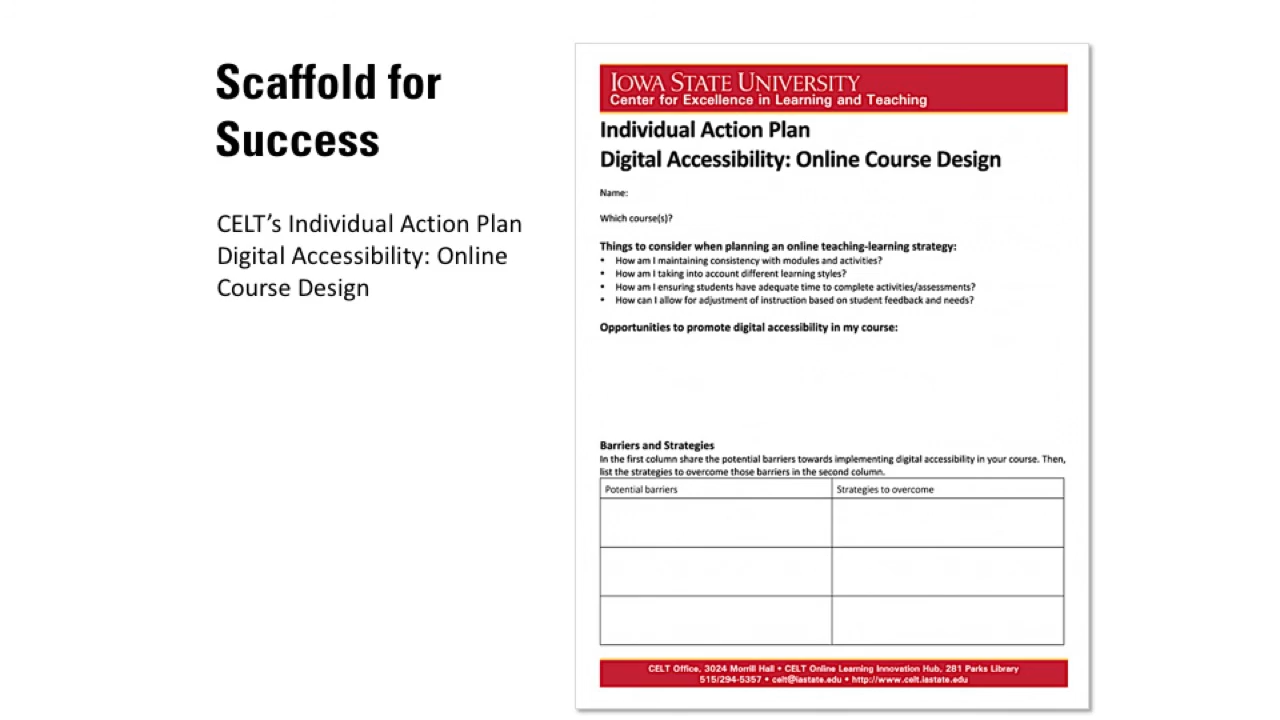 Scaffold for
Success
CELT’s Individual Action Plan
Digital Accessibility: Online
Course Design
IOWA STATE UNIVERSITY
Center for Excellence in Learning and Teaching
Individual Action Plan
Digital Accessibility: Online Course Design
Name:
Which course(s)?
Things to consider when planning an online teaching-learning strategy:
• How am I maintaining consistency with modules and activities?
• How am I taking into account different learning styles?
• How am I ensuring students have adequate time to complete activities/assessments?
• How can I allow for adjustment of instruction based on student feedback and needs?
Opportunities to promote digital accessibility in my course:
Barriers and Strategies
In the first column share the potential barriers towards implementing digital accessibility in your course. Then,
list the strategies to overcome those barriers in the second column.
Potential barriers Strategies to overcome
CELT Office, 3024 Morrill Hall • CELT Online Learning Innovation Hub, 281 Parks Library
515/294-5357 • celt@iastate.edu • http://www.celt.iastate.edu